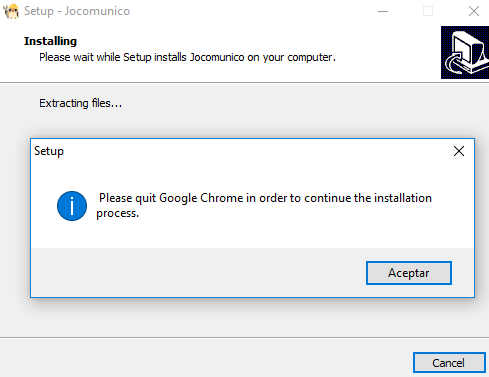 Setup - Jocomunico
Installing
Please wait while Setup installs Jocomunico on your computer.
Extracting files...
Setup
Please quit Google Chrome in order to continue the installation
process.
Aceptar
Cancel